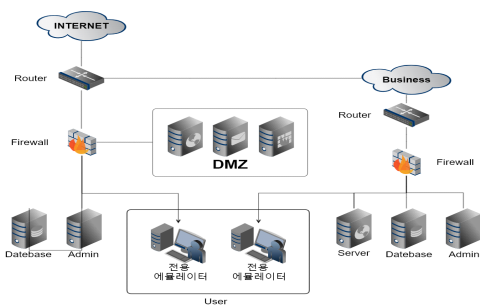 INTERNET
Router
Business
Router
Firewall
DMZ
Firewall
Datebase
Admin
전용
에뮬레이터
전용
에뮬레이터
Server
Datebase
Admin
User